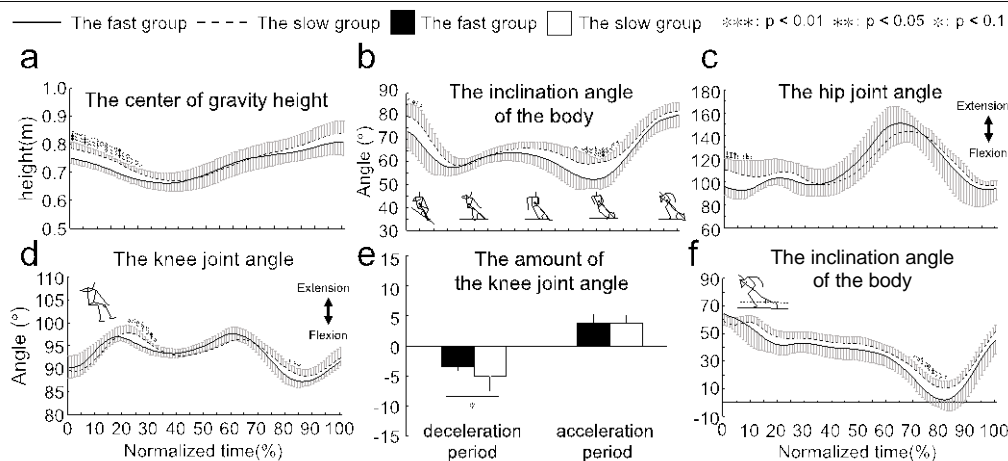 The fast group The slow group The fast group The slow group ***: p < 0.01 **: p < 0.05 *: p < 0.1
a
The center of gravity height
height(m)
1.0
0.9
0.8
0.7
0.6
0.5
b
The inclination angle
of the body
Angle (°)
90
80
70
60
50
40
35
30
c
The hip joint angle
Extension
Flexion
180
160
140
120
100
80
60
d
The knee joint angle
Extension
Flexion
Angle (°)
110
105
100
95
90
85
80
0 10 20 30 40 50 60 70 80 90 100
Normalized time(%)
e
The amount of
the knee joint angle
15
10
5
0
-5
-10
-15
*
deceleration
period
acceleration
period
f
The inclination angle
of the body
90
70
50
30
10
-10
0 10 20 30 40 50 60 70 80 90 100
Normalized time(%)